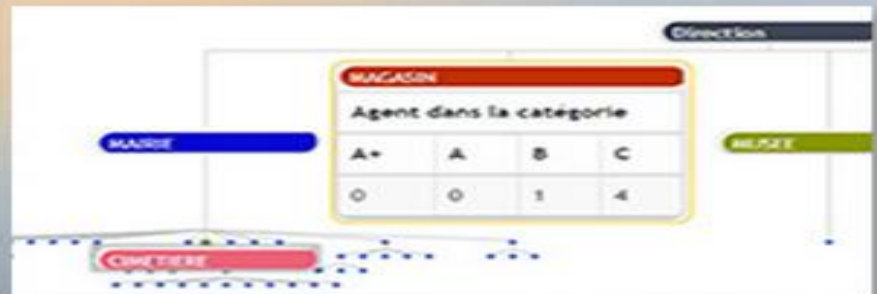 Direction
MAGASIN
Agent dans la catégorie
MAIRIE
MUSEE
A+ A B C
0 0 1 4
CIMETIERE